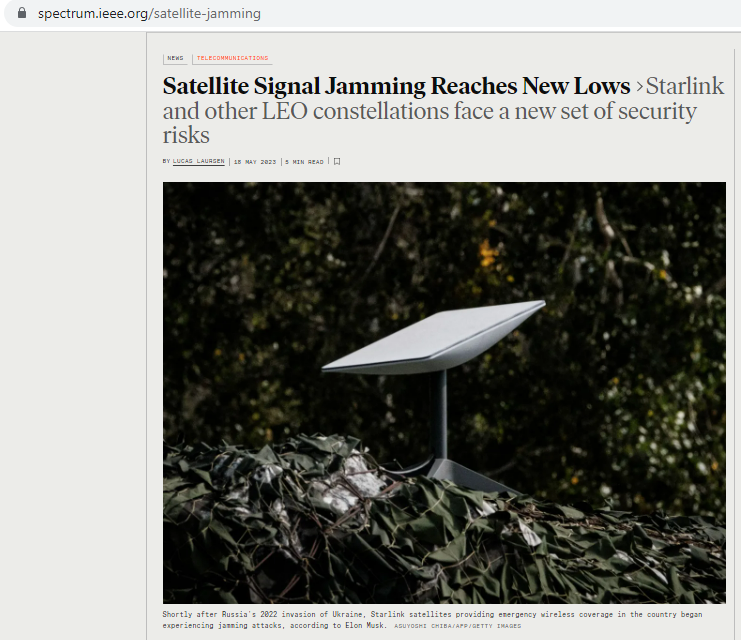 spectrum.ieee.org/satellite-jamming
NEWS TELECOMMUNICATIONS
Satellite Signal Jamming Reaches New Lows › Starlink
and other LEO constellations face a new set of security
risks
BY LUCAS LAURSEN | 18 MAY 2023 | 5 MIN READ |
Shortly after Russia's 2022 invasion of Ukraine, Starlink satellites providing emergency wireless coverage in the country began
experiencing jamming attacks, according to Elon Musk. ASUYOSHI CHIBA/AFP/GETTY IMAGES